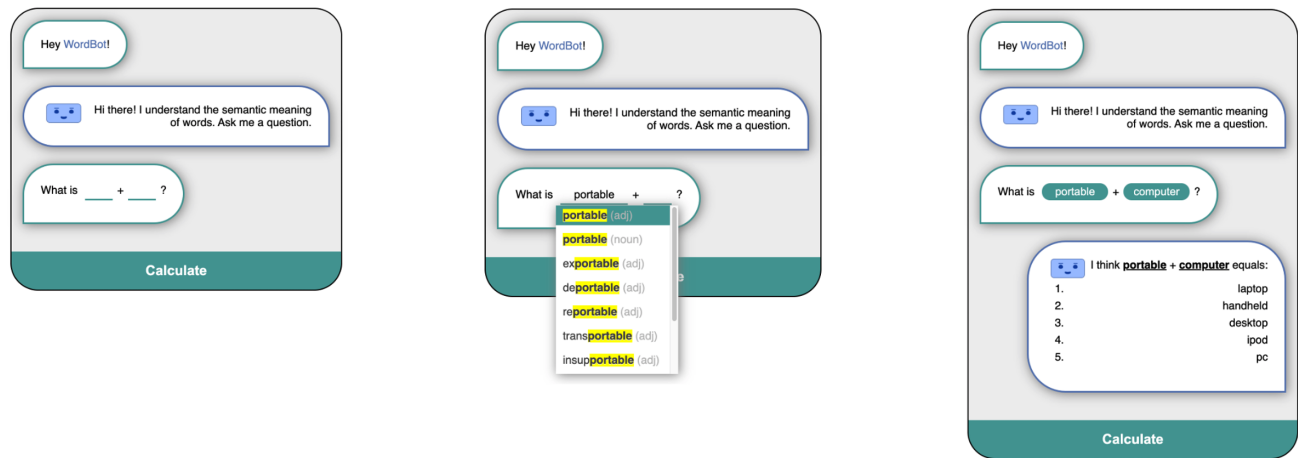 Hey WordBot!
Hi there! I understand the semantic meaning
of words. Ask me a question.
What is ____ + ____ ?
Calculate
Hey WordBot!
Hi there! I understand the semantic meaning
of words. Ask me a question.
What is portable + ____ ?
portable (adj)
portable (noun)
exportable (adj)
deportable (adj)
reportable (adj)
transportable (adj)
insupportable (adj)
e
Hey WordBot!
Hi there! I understand the semantic meaning
of words. Ask me a question.
What is portable + computer ?
I think portable + computer equals:
1. laptop
2. handheld
3. desktop
4. ipod
5. pc
Calculate